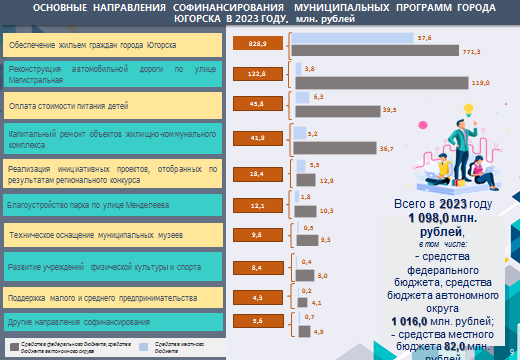 ОСНОВНЫЕ НАПРАВЛЕНИЯ СОФИНАНСИРОВАНИЯ МУНИЦИПАЛЬНЫХ ПРОГРАММ ГОРОДА
ЮГОРСКА В 2023 ГОДУ, млн. рублей
Обеспечение жильем граждан города Югорска
828,9
57,6
771,3
Реконструкция автомобильной дороги по улице
Магистральная
122,8
3,8
119,0
Оплата стоимости питания детей
45,8
6,3
39,5
Капитальный ремонт объектов жилищно-коммунального
комплекса
41,9
5,2
36,7
Реализация инициативных проектов, отобранных по
результатам регионального конкурса
18,4
5,5
12,9
Благоустройство парка по улице Менделеева
12,1
1,8
10,3
Техническое оснащение муниципальных музеев
9,8
0,5
9,3
Развитие учреждений физической культуры и спорта
8,4
0,4
8,0
Поддержка малого и среднего предпринимательства
4,3
0,2
4,1
Другие направления софинансирования
5,6
0,7
4,9
Средства федерального бюджета, средства
бюджета автономного округа
Средства местного
бюджета
Всего в 2023 году
1 098,0 млн.
рублей,
в том числе:
- средства
федерального
бюджета, средства
бюджета автономного
округа
1 016,0 млн. рублей;
- средства местного
бюджета 82,0 млн.
рублей
9